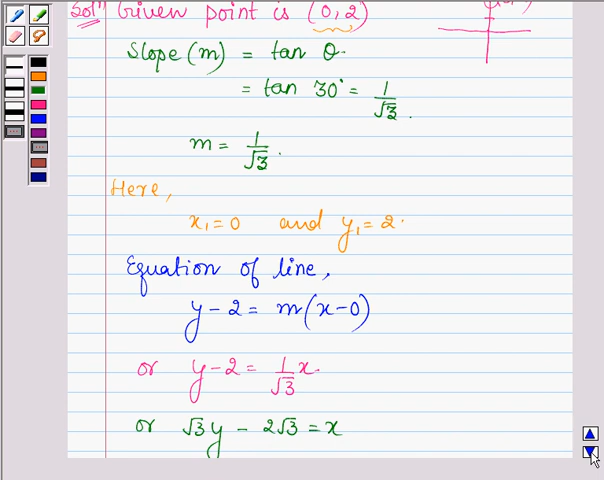 Solⁿ Given point is (0, 2)
Slope (m) = tan θ.
= tan 30° = 1/√3.
m = 1/√3.
Here,
x₁ = 0 and y₁ = 2.
Equation of line,
y - 2 = m(x - 0)
or y - 2 = 1/√3 x.
or √3y - 2√3 = x